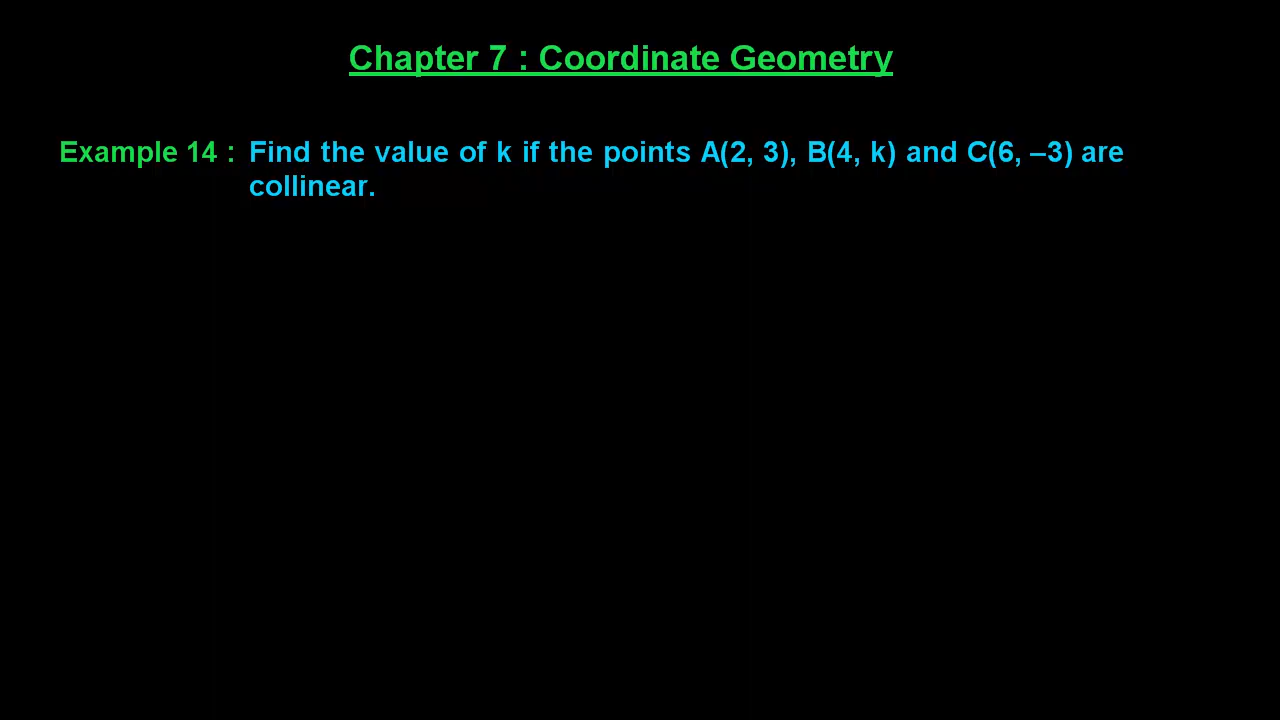 Chapter 7 : Coordinate Geometry
Example 14 : Find the value of k if the points A(2, 3), B(4, k) and C(6, –3) are
collinear.